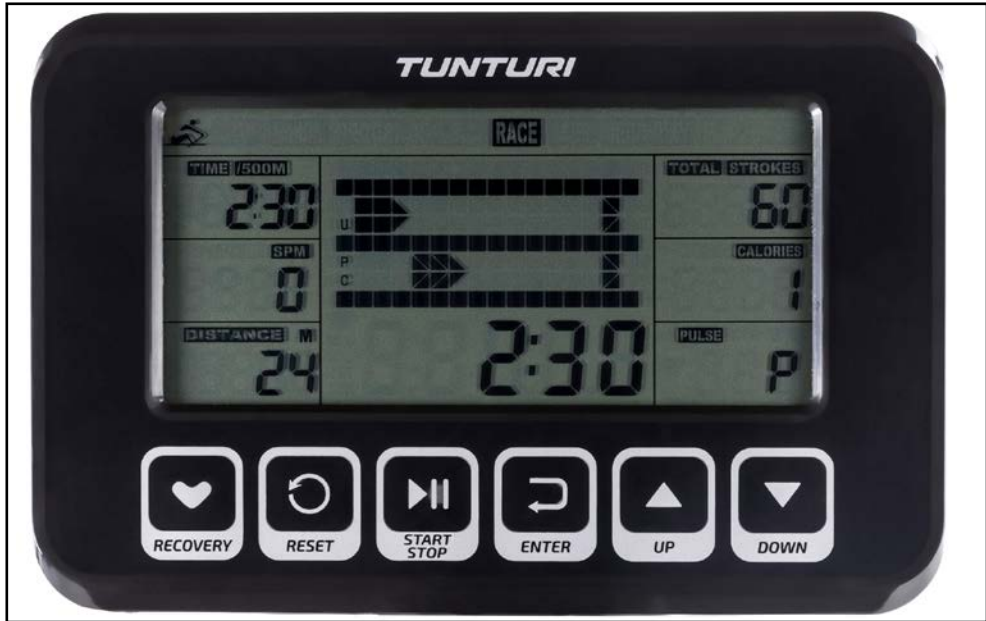 TUNTURI
RACE
TIME /500M
2:30
SPM
0
DISTANCE M
24
U
P
C
2:30
TOTAL STROKES
60
CALORIES
1
PULSE
P
RECOVERY
RESET
START
STOP
ENTER
UP
DOWN